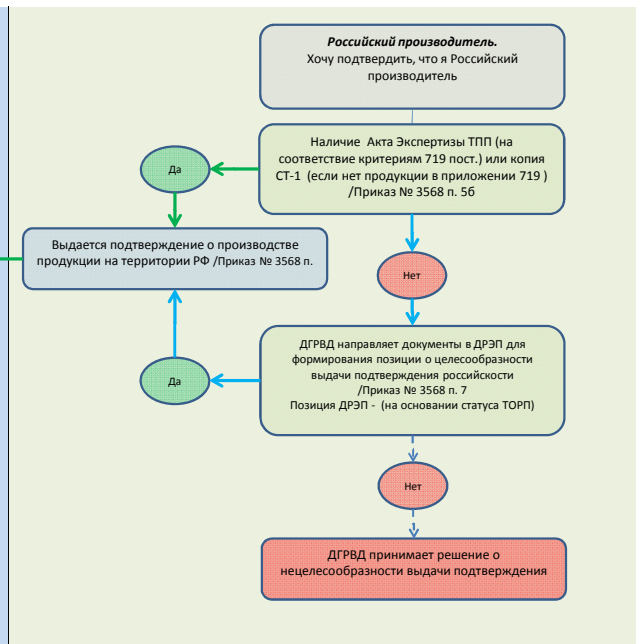 Российский производитель.
Хочу подтвердить, что я Российский
производитель
Наличие Акта Экспертизы ТПП (на
соответствие критериям 719 пост.) или копия
СТ-1 (если нет продукции в приложении 719 )
/Приказ № 3568 п. 5б
Да
Выдается подтверждение о производстве
продукции на территории РФ /Приказ № 3568 п.
Нет
ДГРВД направляет документы в ДРЭП для
формирования позиции о целесообразности
выдачи подтверждения российскости
/Приказ № 3568 п. 7
Позиция ДРЭП - (на основании статуса ТОРП)
Да
Нет
ДГРВД принимает решение о
нецелесообразности выдачи подтверждения